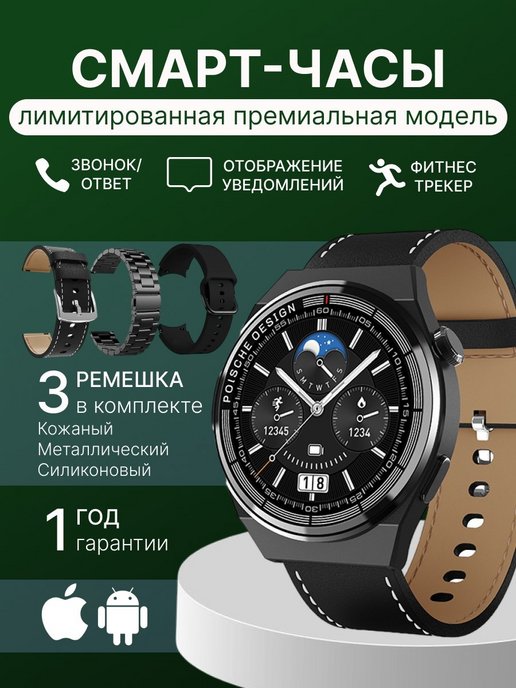 СМАРТ-ЧАСЫ
лимитированная премиальная модель
ЗВОНОК/
ОТВЕТ
ОТОБРАЖЕНИЕ
УВЕДОМЛЕНИЙ
ФИТНЕС
ТРЕКЕР
3 РЕМЕШКА
в комплекте
Кожаный
Металлический
Силиконовый
1 ГОД
гарантии
POISCHE DESIGN
SMTWTFS
12345
1234
18